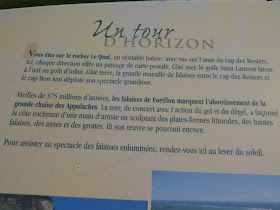 Un tour
D'HORIZON
Vous êtes sur le rocher Le Quai, un véritable balcon avec vue sur l'anse du cap des Rosiers.
Ici, chaque direction offre un paysage de carte postale. Côté mer, le golfe Saint-Laurent laisse
à l'œil un goût d'infini. Côté terre, la grande muraille de falaises entre le cap des Rosiers et
le cap Bon Ami déploie son spectacle grandiose.
Vieilles de 375 millions d'années, les falaises de Forillon marquent l'aboutissement de la
grande chaîne des Appalaches. La mer, de concert avec l'action du gel et du dégel, a façonné
la côte rocheuse d'une main d'artiste en sculptant des plates-formes littorales, des hautes
falaises, des anses et des grottes. Et son œuvre se poursuit encore.
Pour assister au spectacle des falaises enluminées, rendez-vous ici au lever du soleil.